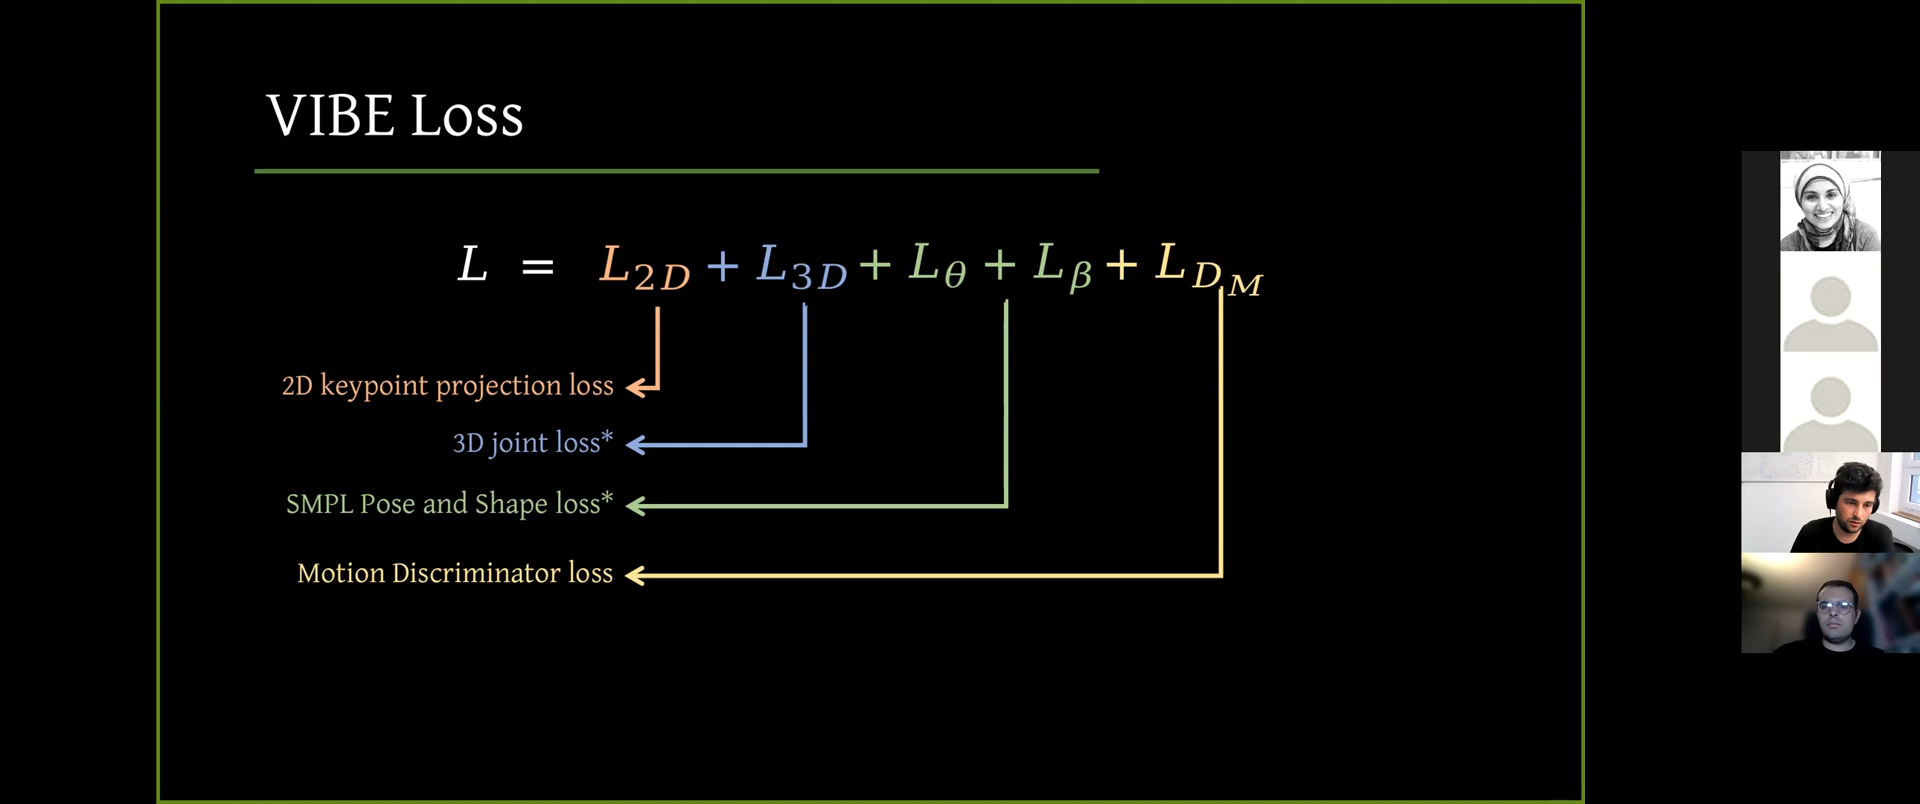 VIBE Loss
L = L2D + L3D + Lθ + Lβ + LDM
2D keypoint projection loss
3D joint loss*
SMPL Pose and Shape loss*
Motion Discriminator loss